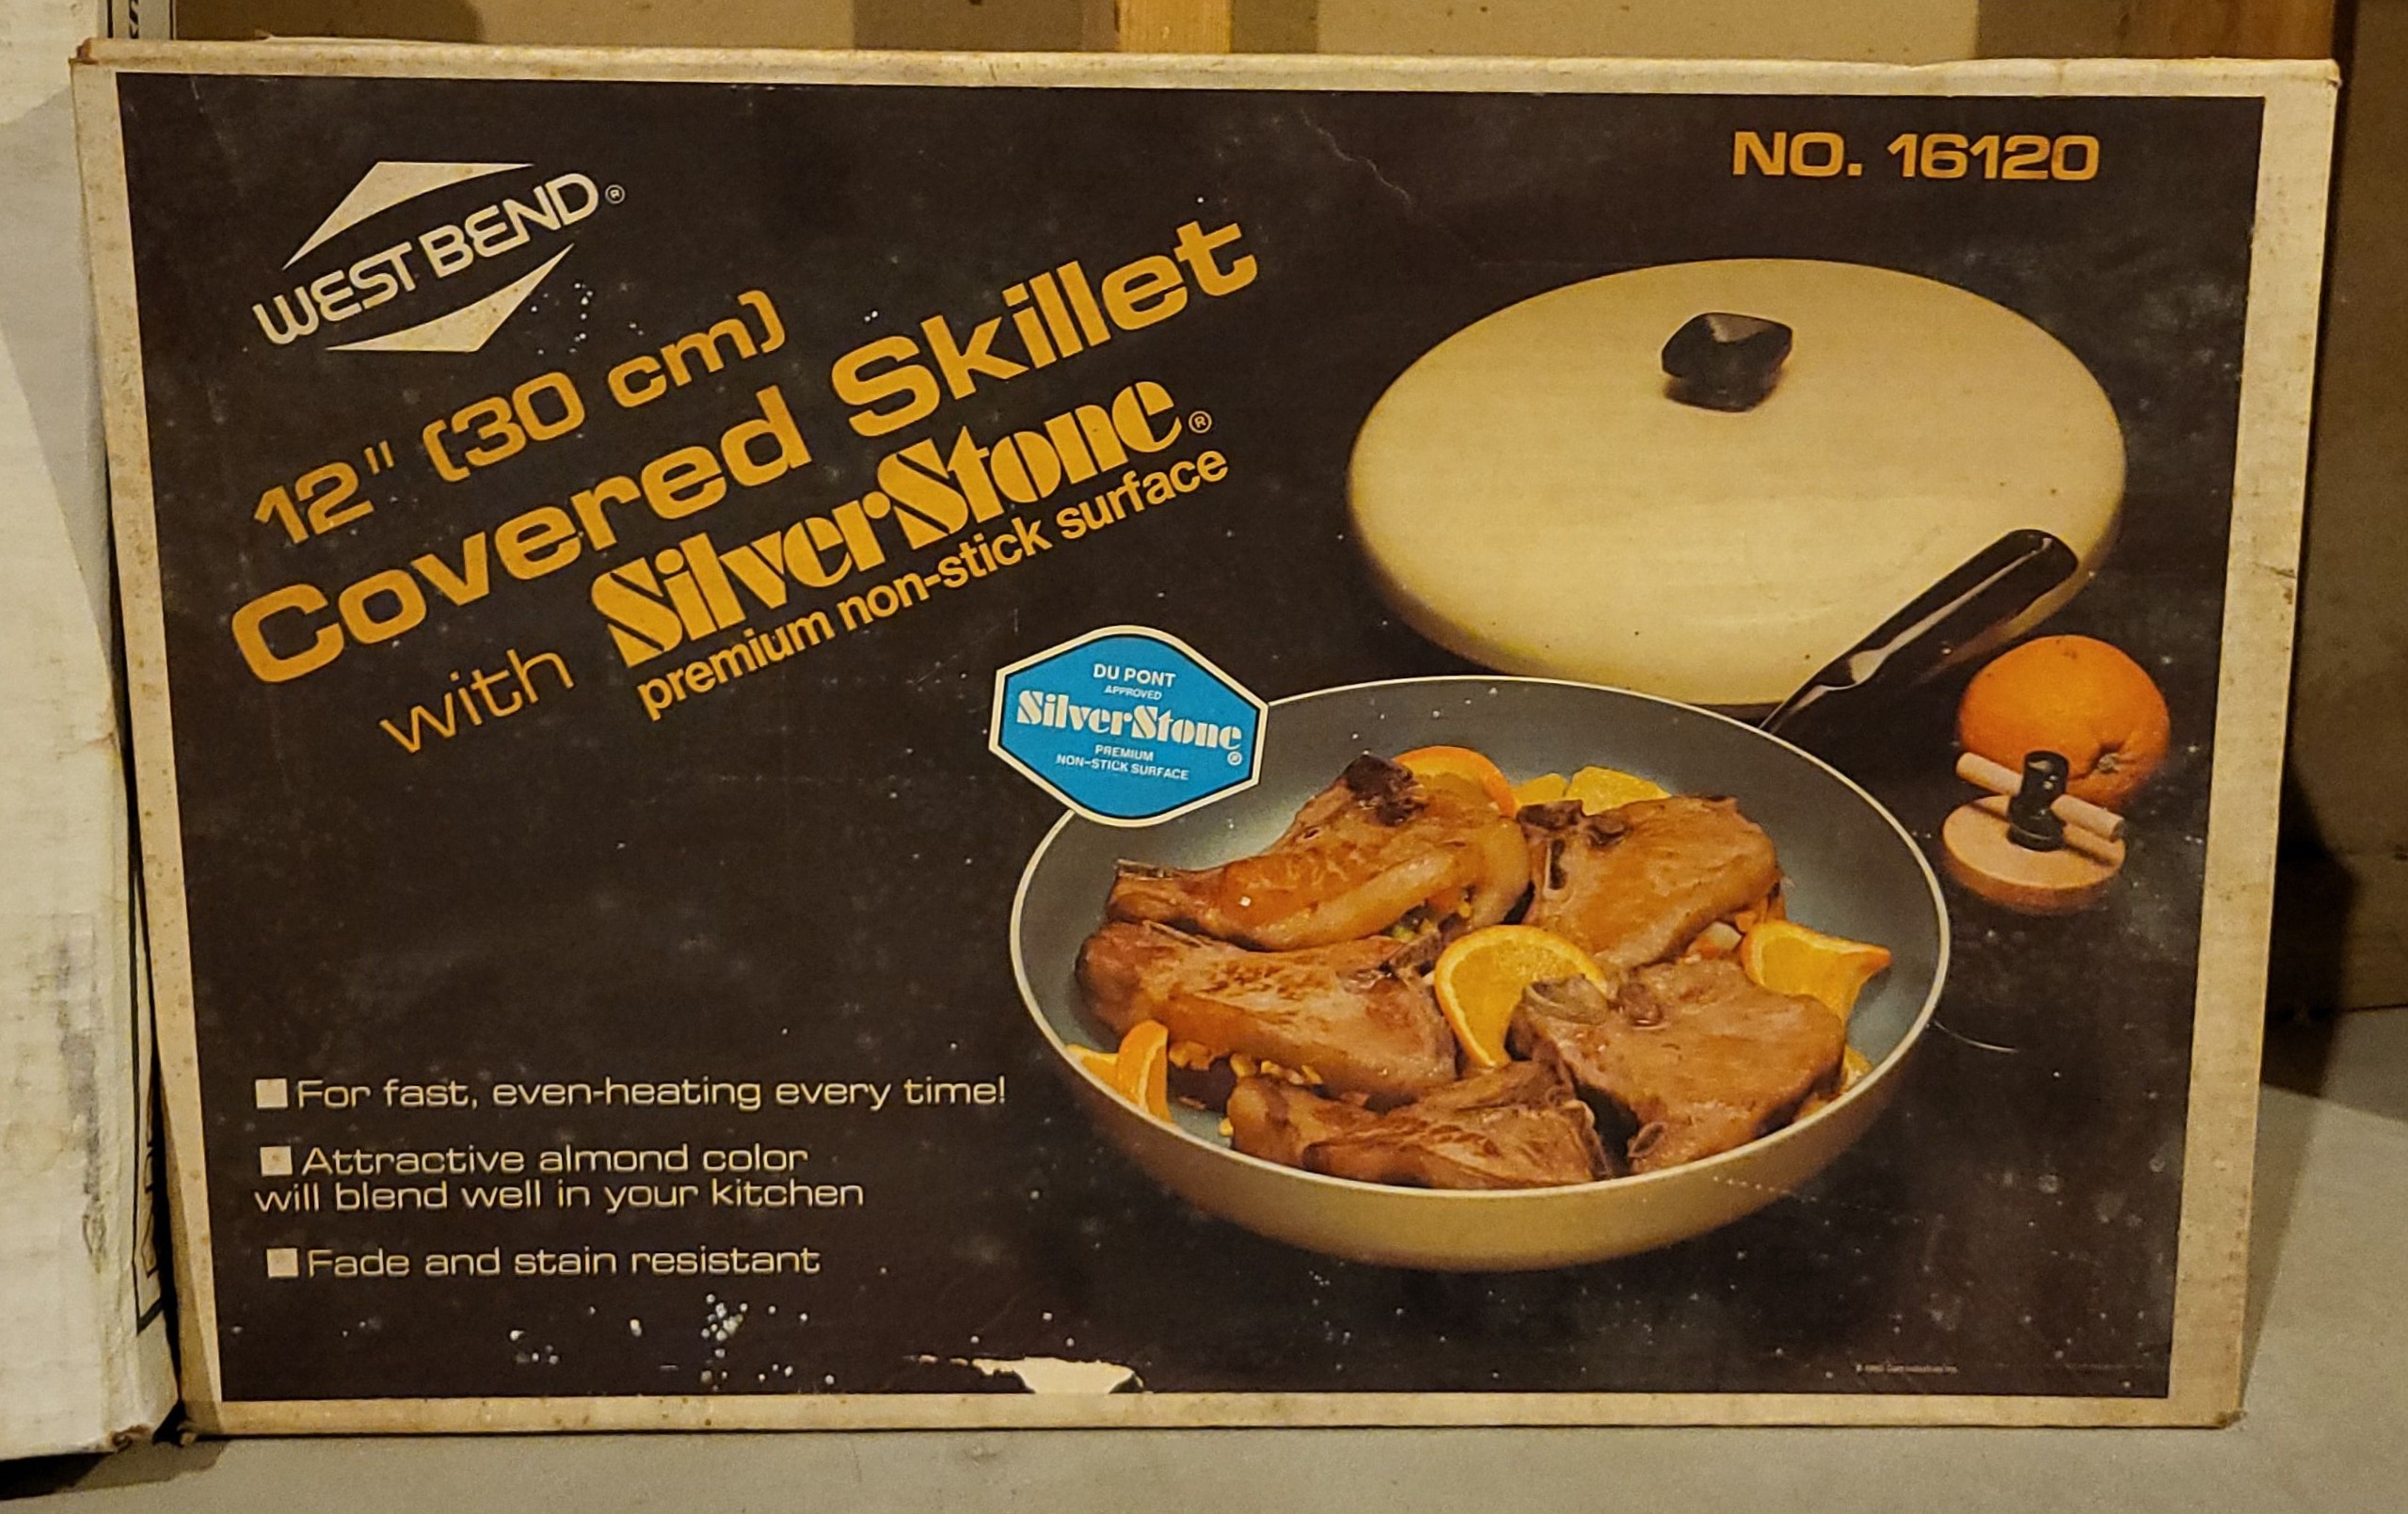 WEST BEND®
NO. 16120
12" (30 cm)
Covered Skillet
with SilverStone®
premium non-stick surface
DU PONT
APPROVED
SilverStone®
PREMIUM
NON-STICK SURFACE
■ For fast, even-heating every time!
■ Attractive almond color
will blend well in your kitchen
■ Fade and stain resistant